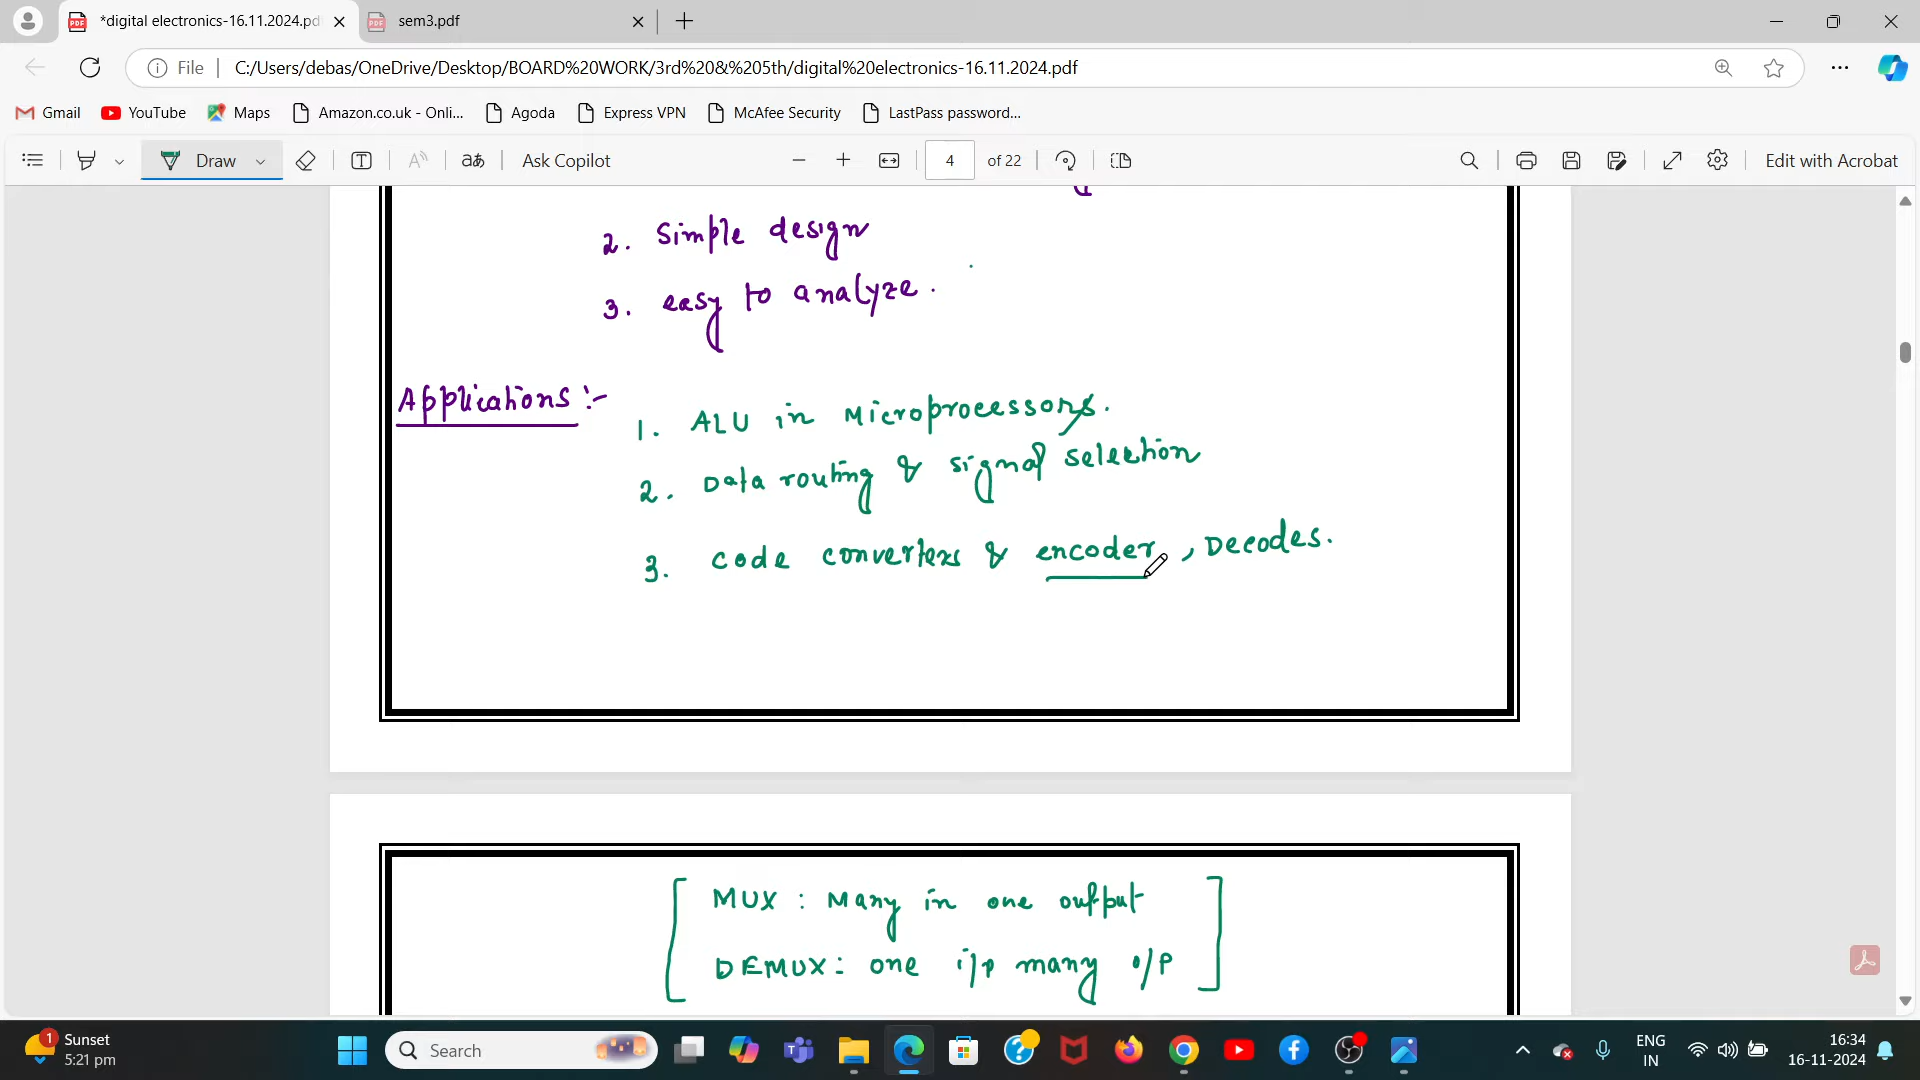 *digital electronics-16.11.2024.pd
sem3.pdf
File
C:/Users/debas/OneDrive/Desktop/BOARD%20WORK/3rd%20&%205th/digital%20electronics-16.11.2024.pdf
Gmail YouTube Maps Amazon.co.uk - Onli... Agoda Express VPN McAfee Security LastPass password...
Draw aあ Ask Copilot 4 of 22 Edit with Acrobat
2. Simple design
3. easy to analyze.
Applications :-
1. ALU in Microprocessors.
2. Data routing & signal selection
3. code converters & encoder, Decodes.
MUX : Many in one output
DEMUX : one i/p many o/p
1 Sunset
5:21 pm
Search
ENG
IN
16:34
16-11-2024